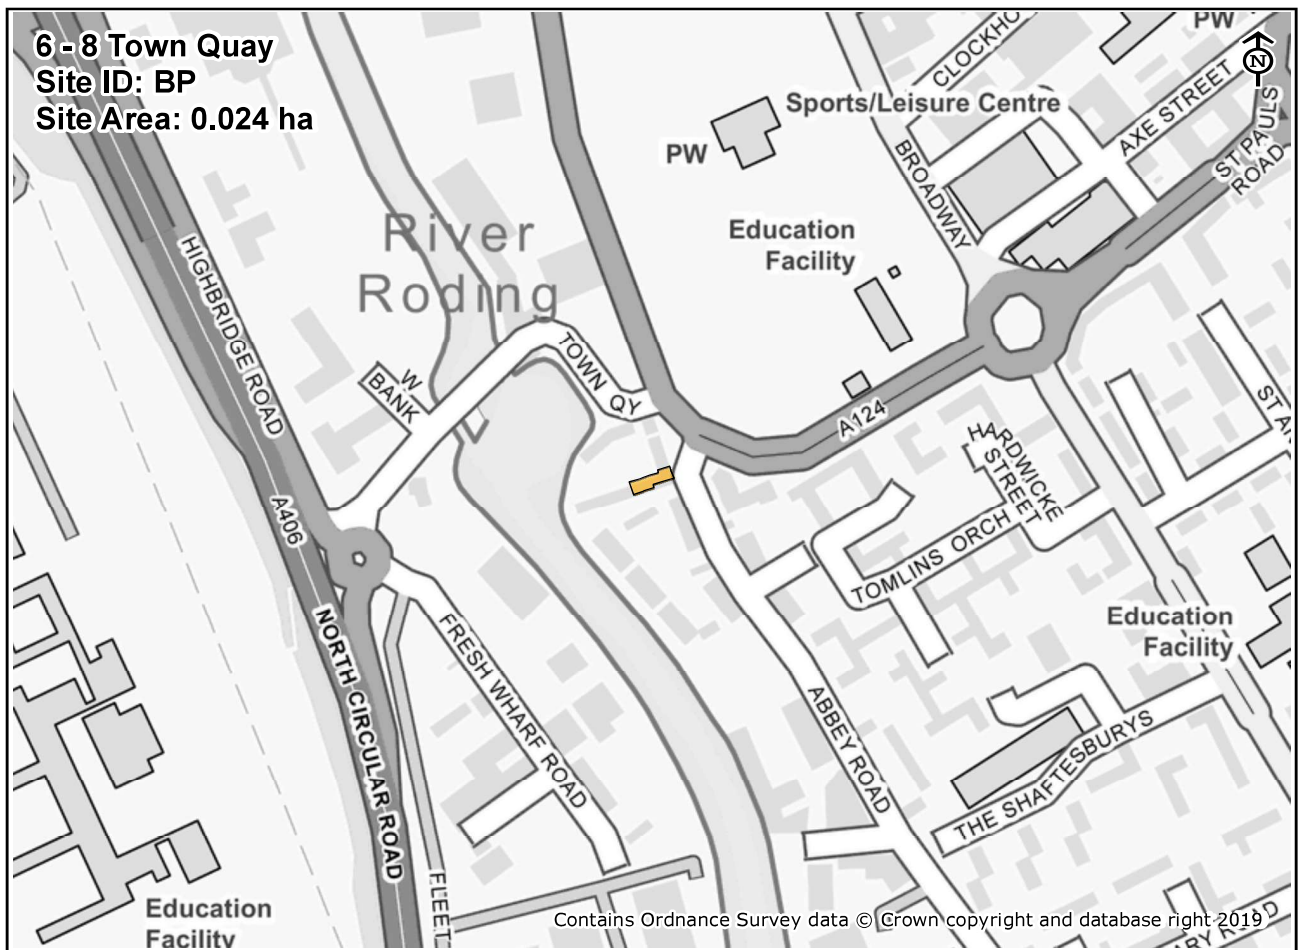 6 - 8 Town Quay
Site ID: BP
Site Area: 0.024 ha
PW
N
CLOCKHO
Sports/Leisure Centre
AXE STREET
ST PAULS
ROAD
PW
BROADWAY
Education
Facility
River
Roding
HIGHBRIDGE ROAD
TOWN QY
W
BANK
A124
ST A
HARDWICKE
STREET
A406
TOMLINS ORCH
Education
Facility
NORTH CIRCULAR ROAD
FRESH WHARF ROAD
ABBEY ROAD
THE SHAFTESBURYS
FLEET
Education
Facility
Contains Ordnance Survey data © Crown copyright and database right 2019